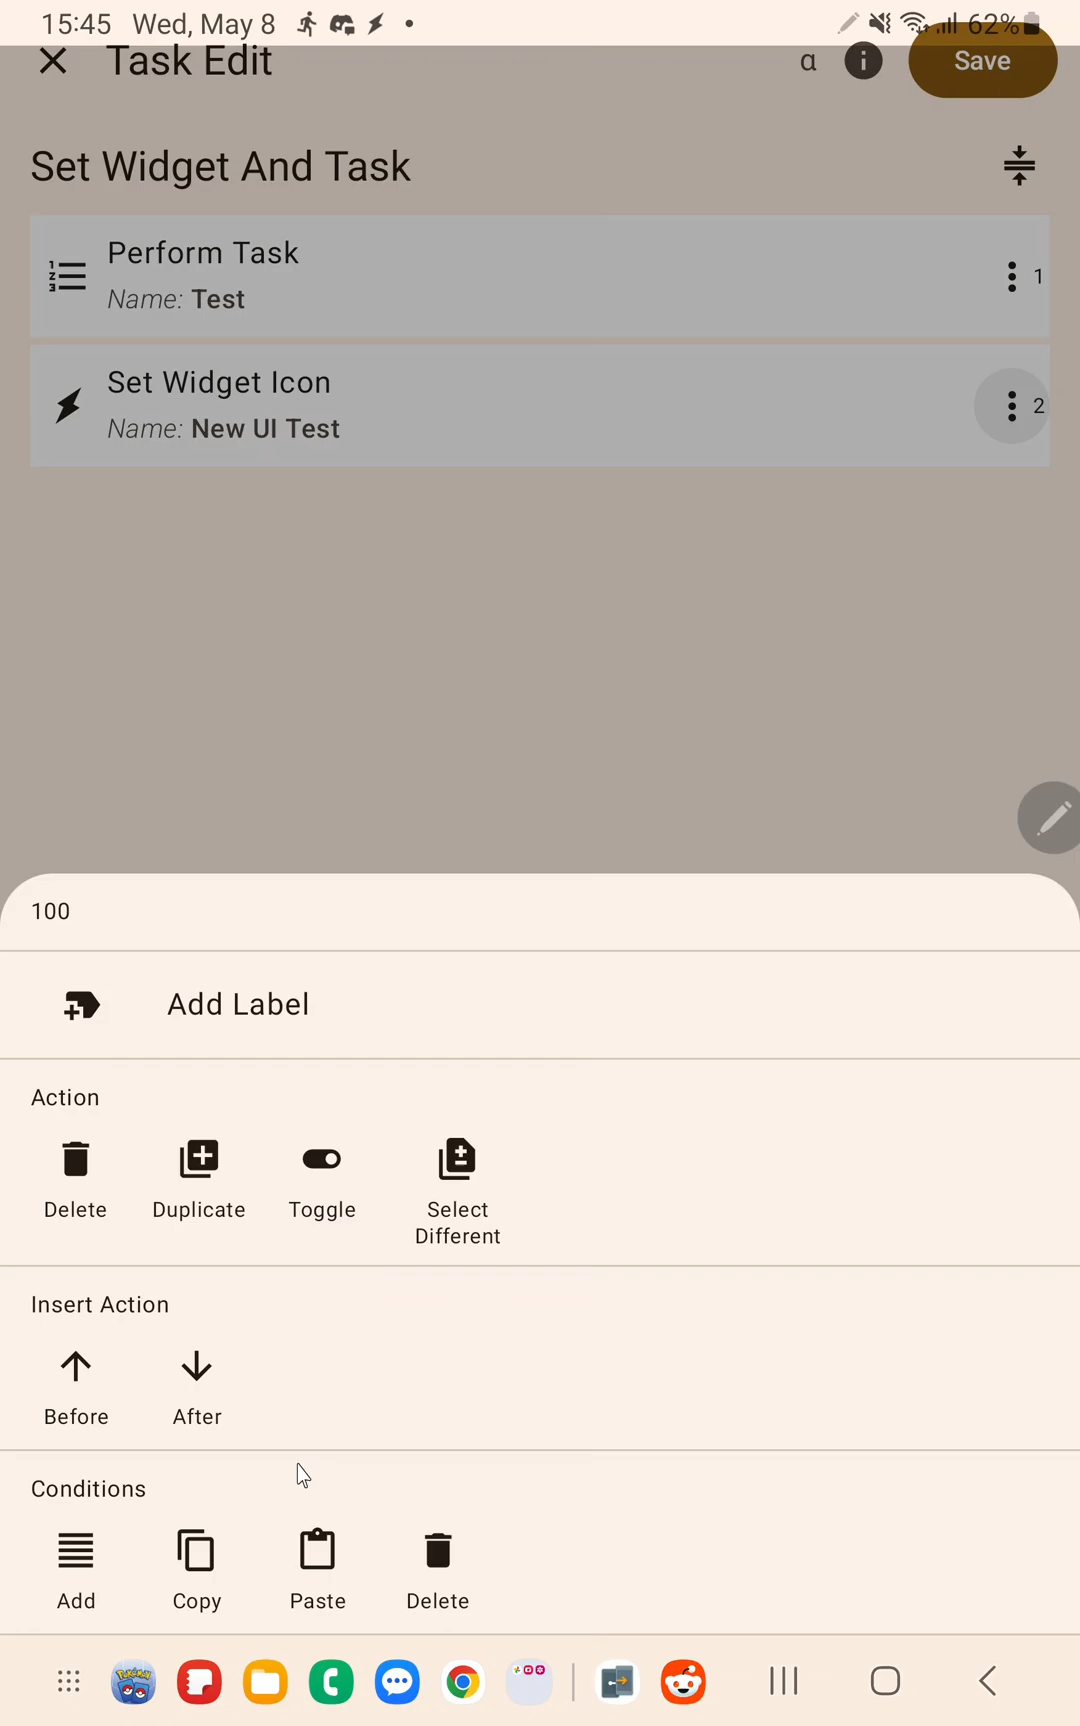 15:45 Wed, May 8 62%
Task Edit α i Save
Set Widget And Task
Perform Task
Name: Test 1
Set Widget Icon
Name: New UI Test 2
100
Add Label
Action
Delete Duplicate Toggle Select Different
Insert Action
Before After
Conditions
Add Copy Paste Delete